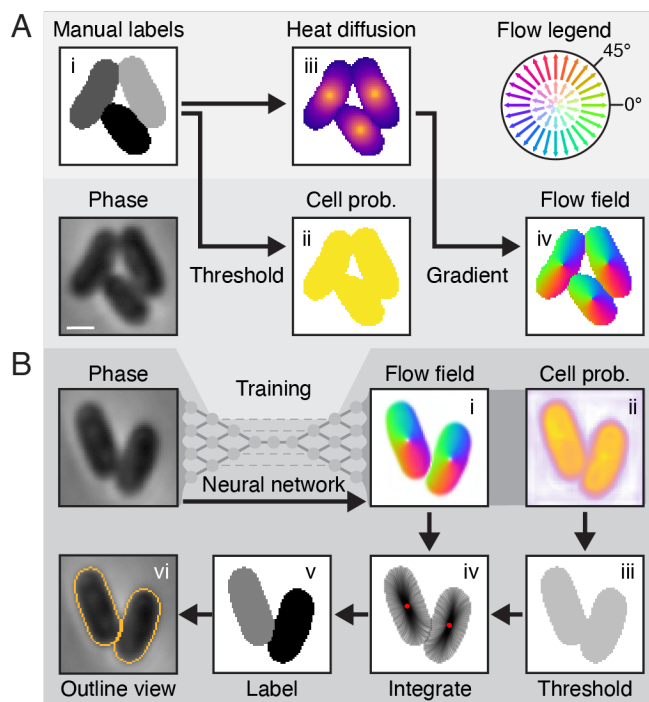 A
Manual labels
Heat diffusion
Flow legend
i
iii
45°
0°
Phase
Cell prob.
Flow field
ii
iv
Threshold
Gradient
B
Phase
Training
Flow field
Cell prob.
i
ii
Neural network
vi
v
iv
iii
Outline view
Label
Integrate
Threshold